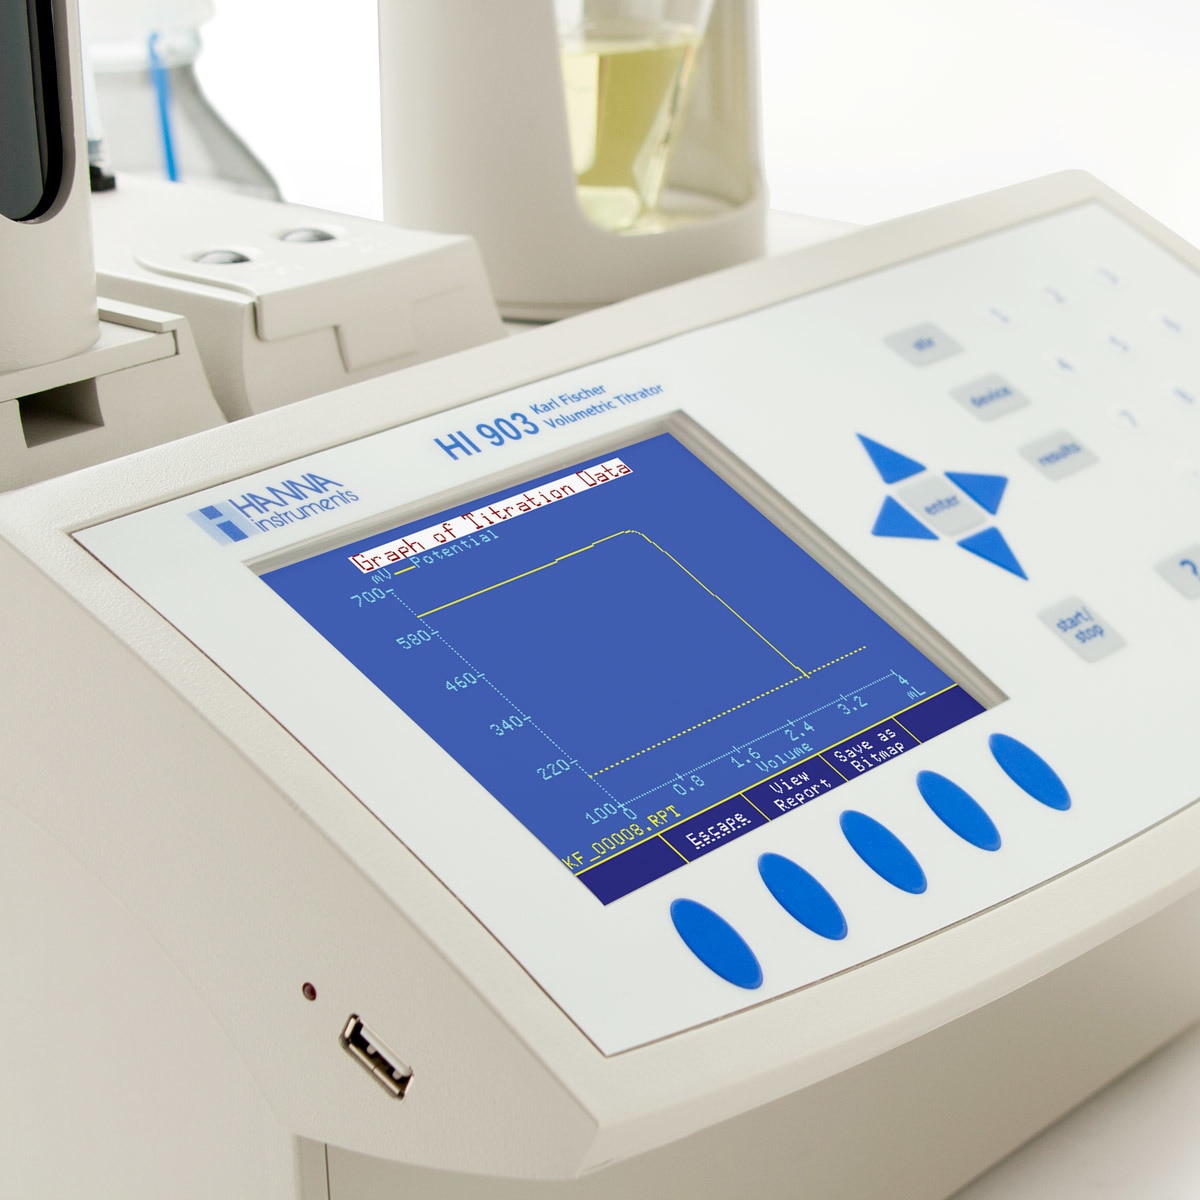 HI 903
Karl Fischer
Volumetric Titrator
HANNA
instruments
Graph of Titration Data
mV
Potential
700
580
460
340
220
100
0
0.8
1.6
2.4
3.2
4
mL
Volume
KF_00008.RPT
Escape
View
Report
Save as
Bitmap
stir
device
results
enter
start/
stop
?
1
2
3
4
5
6
7
8